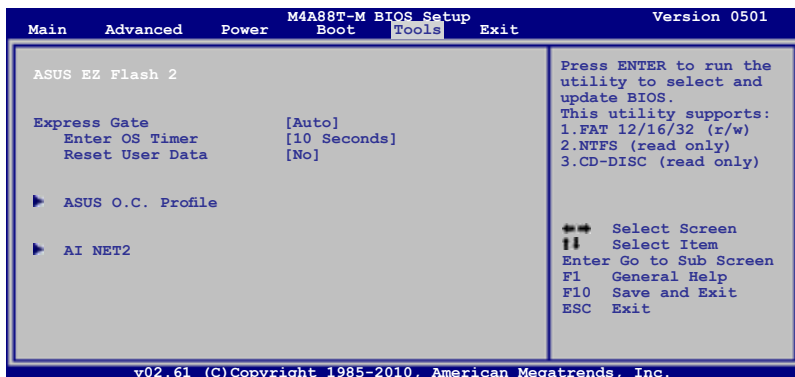 M4A88T-M BIOS Setup Version 0501
Main Advanced Power Boot Tools Exit
ASUS EZ Flash 2
Express Gate [Auto]
Enter OS Timer [10 Seconds]
Reset User Data [No]
ASUS O.C. Profile
AI NET2
Press ENTER to run the
utility to select and
update BIOS.
This utility supports:
1.FAT 12/16/32 (r/w)
2.NTFS (read only)
3.CD-DISC (read only)
Select Screen
Select Item
Enter Go to Sub Screen
F1 General Help
F10 Save and Exit
ESC Exit
v02.61 (C)Copyright 1985-2010, American Megatrends, Inc.